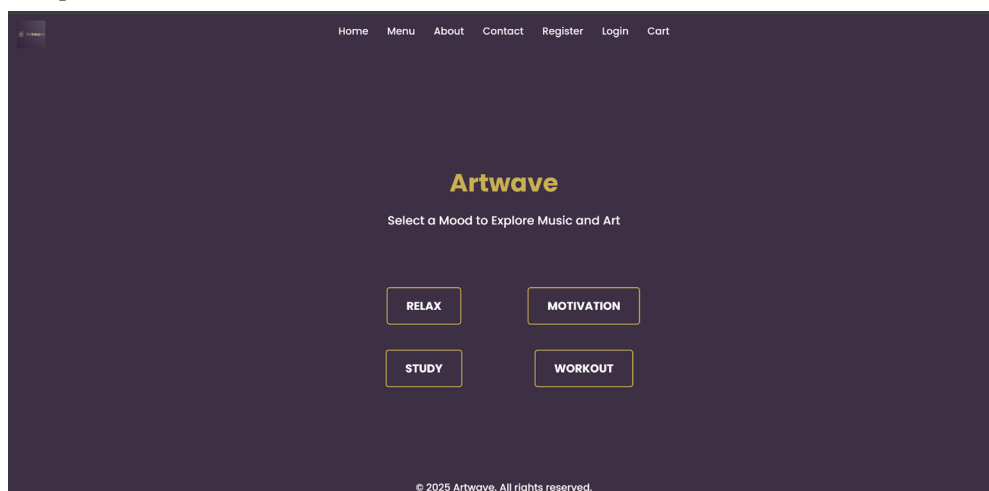 Artwave
Home Menu About Contact Register Login Cart
Artwave
Select a Mood to Explore Music and Art
RELAX MOTIVATION
STUDY WORKOUT
© 2025 Artwave. All rights reserved.